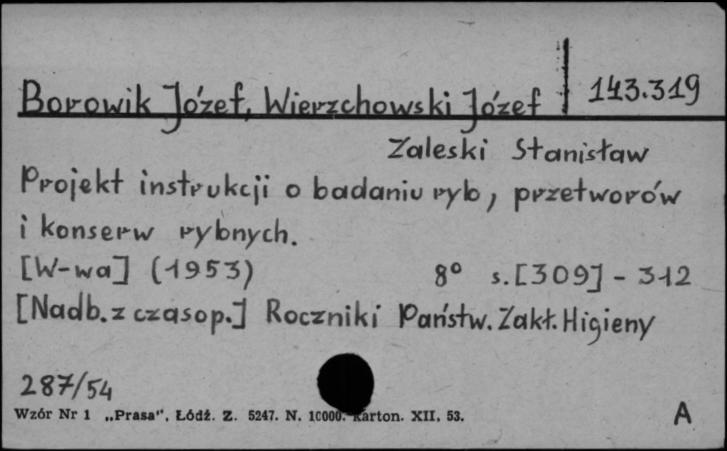 Borowik Józef, Wierzchowski Józef 143.319
Zaleski Stanisław
Projekt instrukcji o badaniu ryb, przetworów
i konserw rybnych.
[W-wa] (1953) 8° s.[309] - 312
[Nadb. z czasop.] Roczniki Państw. Zakł. Higieny
287/54
Wzór Nr 1 „Prasa", Łódź. Z. 5247. N. 10000. Karton. XII. 53.
A